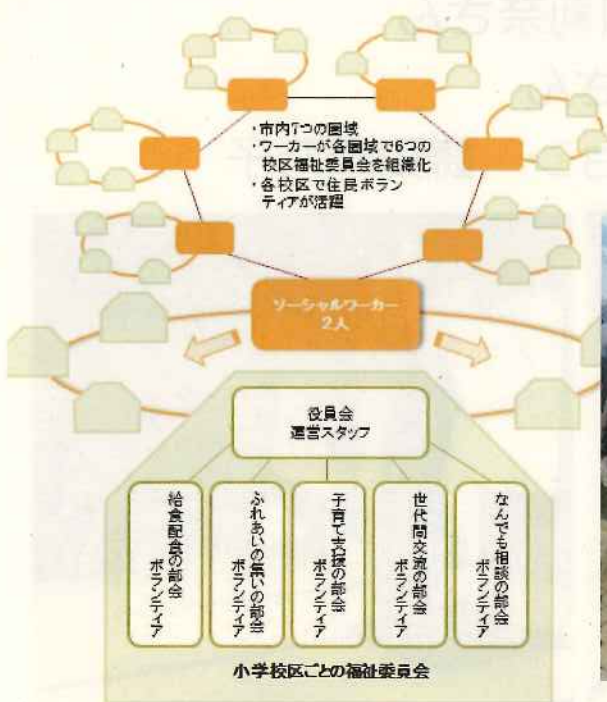 ・市内7つの圏域
・ワーカーが各圏域で6つの
校区福祉委員会を組織化
・各校区で住民ボラン
ティアが活躍
ソーシャルワーカー
2人
役員会
運営スタッフ
給食配食の部会
ボランティア
ふれあいの集いの部会
ボランティア
子育て支援の部会
ボランティア
世代間交流の部会
ボランティア
なんでも相談の部会
ボランティア
小学校区ごとの福祉委員会